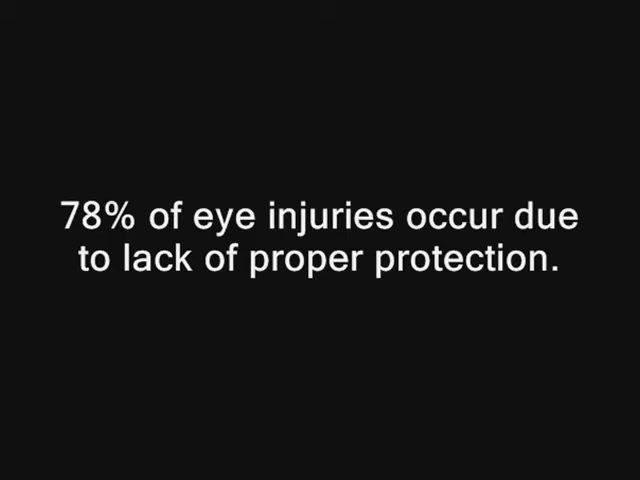 78% of eye injuries occur due
to lack of proper protection.